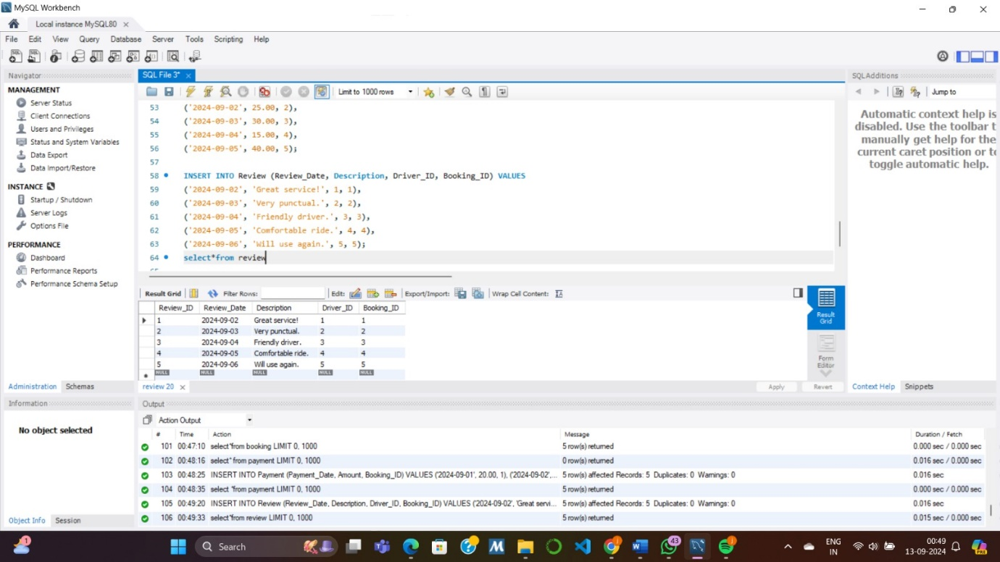 MySQL Workbench
Local instance MySQL80
File Edit View Query Database Server Tools Scripting Help
Navigator
MANAGEMENT
Server Status
Client Connections
Users and Privileges
Status and System Variables
Data Export
Data Import/Restore
INSTANCE
Startup / Shutdown
Server Logs
Options File
PERFORMANCE
Dashboard
Performance Reports
Performance Schema Setup
Administration Schemas
Information
No object selected
Object Info Session
SQL File 3*
Limit to 1000 rows
53 ('2024-09-02', 25.00, 2),
54 ('2024-09-03', 30.00, 3),
55 ('2024-09-04', 15.00, 4),
56 ('2024-09-05', 40.00, 5);
57
58 INSERT INTO Review (Review_Date, Description, Driver_ID, Booking_ID) VALUES
59 ('2024-09-02', 'Great service!', 1, 1),
60 ('2024-09-03', 'Very punctual.', 2, 2),
61 ('2024-09-04', 'Friendly driver.', 3, 3),
62 ('2024-09-05', 'Comfortable ride.', 4, 4),
63 ('2024-09-06', 'Will use again.', 5, 5);
64 select*from review
Result Grid Filter Rows: Edit: Export/Import: Wrap Cell Content:
Review_ID Review_Date Description Driver_ID Booking_ID
1 2024-09-02 Great service! 1 1
2 2024-09-03 Very punctual. 2 2
3 2024-09-04 Friendly driver. 3 3
4 2024-09-05 Comfortable ride. 4 4
5 2024-09-06 Will use again. 5 5
NULL NULL NULL NULL NULL
Result
Grid
Form
Editor
review 20
Apply Revert
Output
Action Output
# Time Action Message Duration / Fetch
101 00:47:10 select*from booking LIMIT 0, 1000 5 row(s) returned 0.000 sec / 0.000 sec
102 00:48:16 select* from payment LIMIT 0, 1000 0 row(s) returned 0.016 sec / 0.000 sec
103 00:48:25 INSERT INTO Payment (Payment_Date, Amount, Booking_ID) VALUES ('2024-09-01', 20.00, 1), ('2024-09-02',... 5 row(s) affected Records: 5 Duplicates: 0 Warnings: 0 0.016 sec
104 00:48:35 select* from payment LIMIT 0, 1000 5 row(s) returned 0.000 sec / 0.000 sec
105 00:49:20 INSERT INTO Review (Review_Date, Description, Driver_ID, Booking_ID) VALUES ('2024-09-02', 'Great servi... 5 row(s) affected Records: 5 Duplicates: 0 Warnings: 0 0.016 sec
106 00:49:33 select*from review LIMIT 0, 1000 5 row(s) returned 0.015 sec / 0.000 sec
SQLAdditions
Jump to
Automatic context help is
disabled. Use the toolbar t
manually get help for the
current caret position or to
toggle automatic help.
Context Help Snippets
1
Search
43
ENG
IN
00:49
13-09-2024
PRE